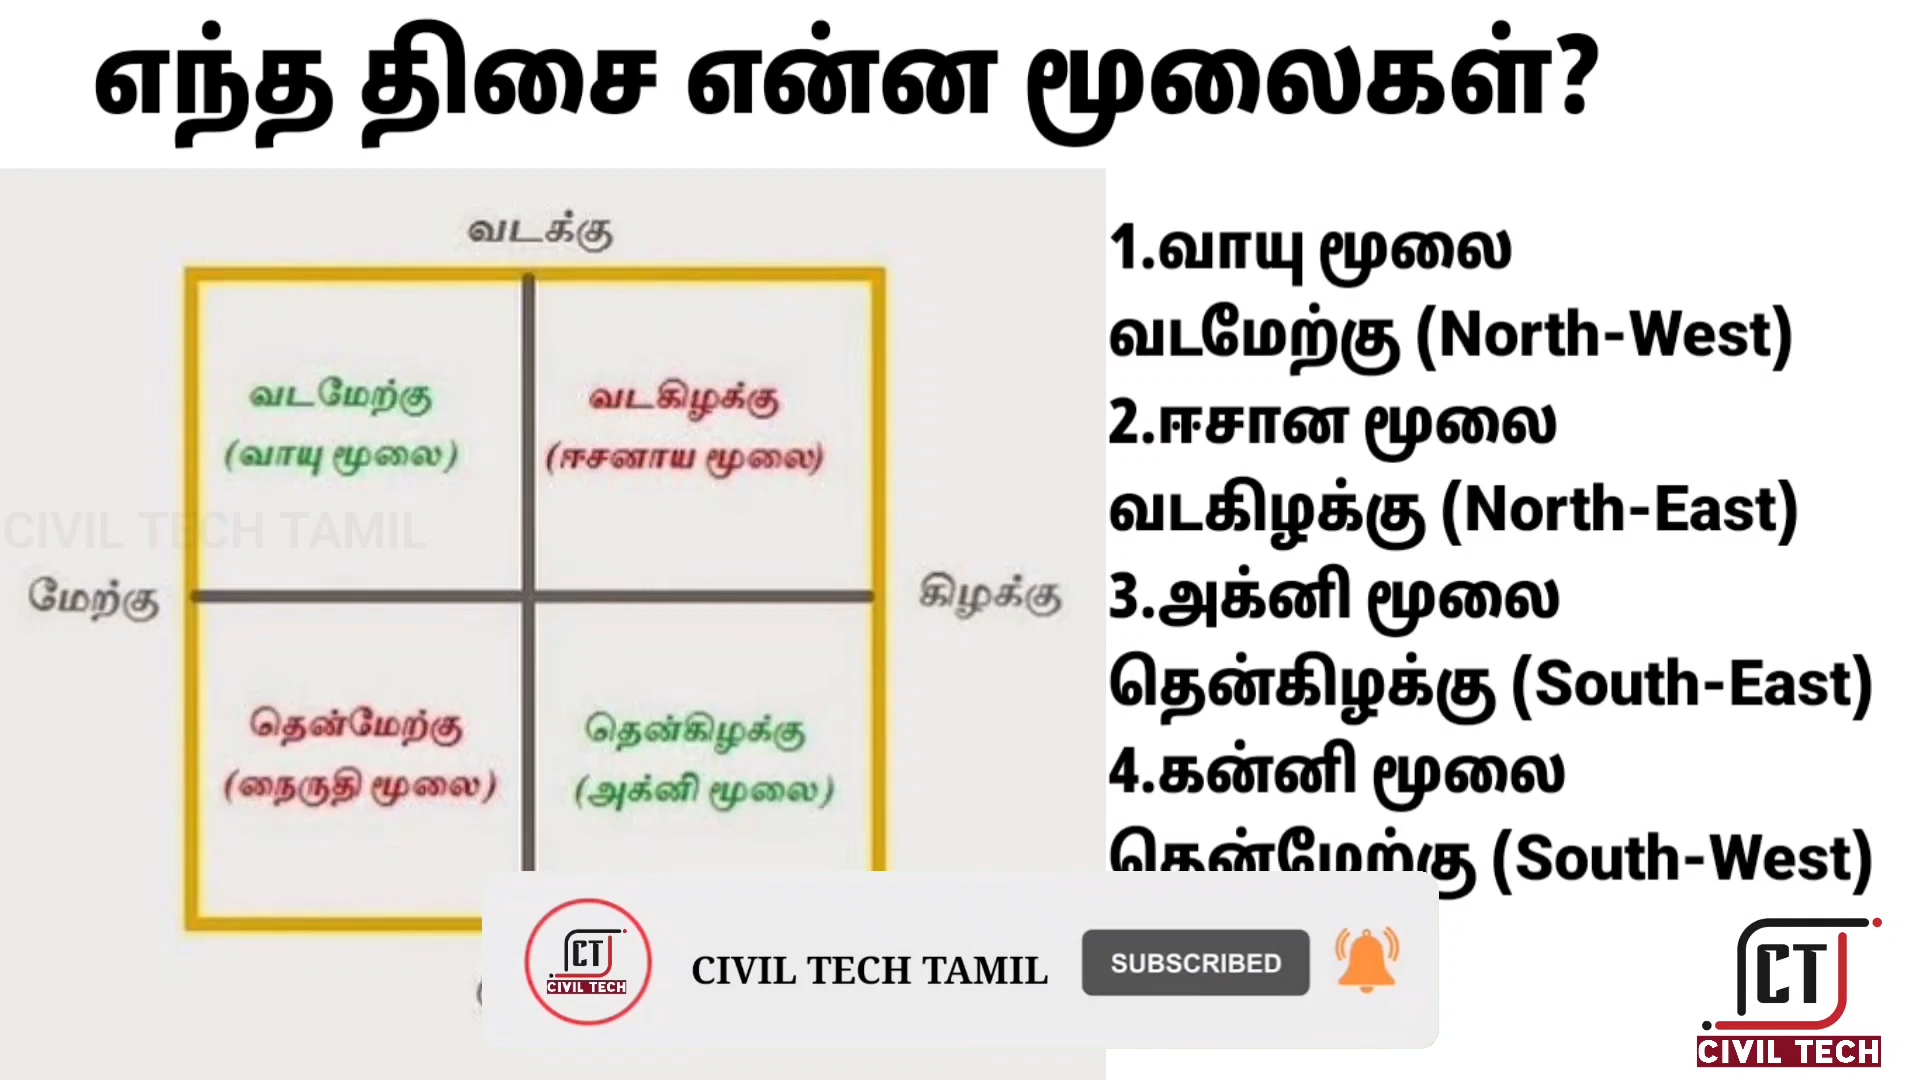 எந்த திசை என்ன மூலைகள்?
வடக்கு
வடமேற்கு
(வாயு மூலை)
வடகிழக்கு
(ஈசனாய மூலை)
CIVIL TECH TAMIL
மேற்கு
கிழக்கு
தென்மேற்கு
(நைருதி மூலை)
தென்கிழக்கு
(அக்னி மூலை)
1.வாயு மூலை
வடமேற்கு (North-West)
2.ஈசான மூலை
வடகிழக்கு (North-East)
3.அக்னி மூலை
தென்கிழக்கு (South-East)
4.கன்னி மூலை
தென்மேற்கு (South-West)
CT
CIVIL TECH
CIVIL TECH TAMIL
SUBSCRIBED
CT
CIVIL TECH